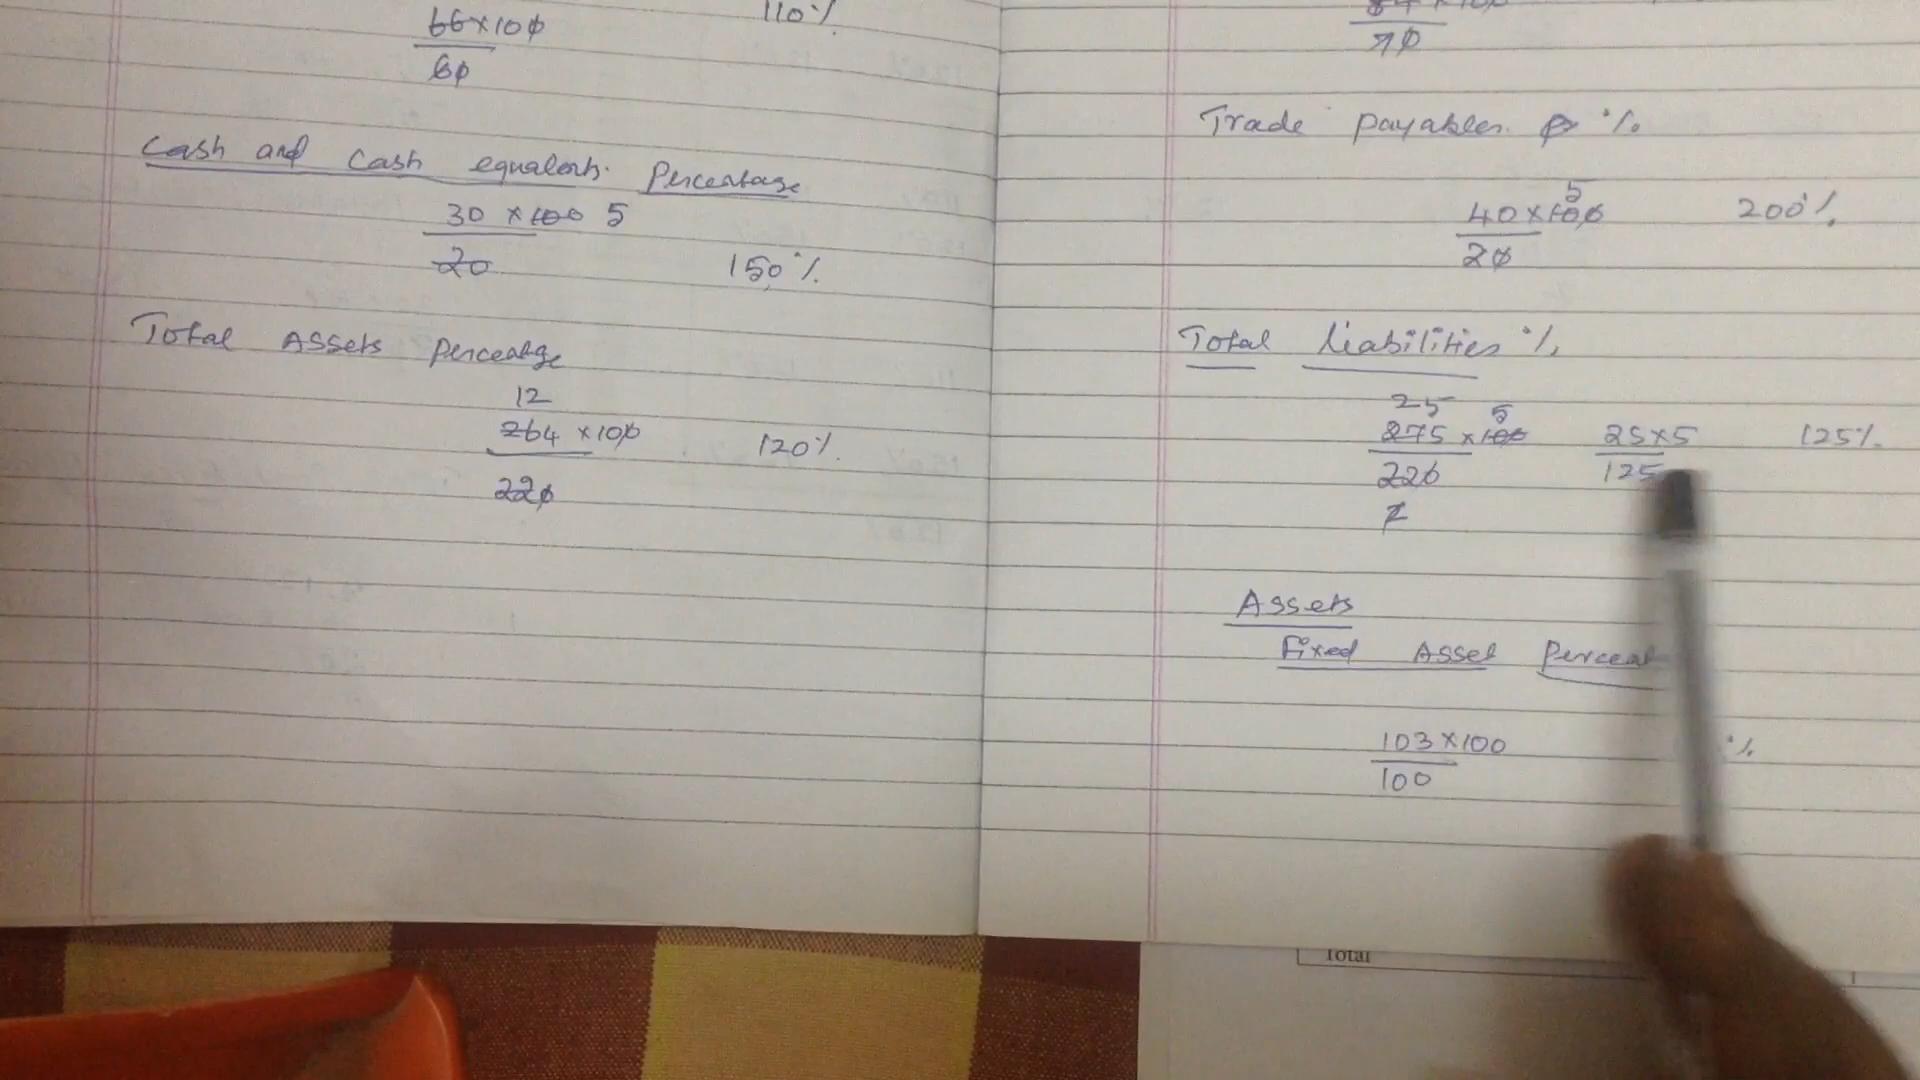 66×100 110%
60
Cash and Cash equalents. Percentage
30 ×100 5
20 150%
Total Assets Perceatge
12
264 ×100 120%
220
70
Trade payables. %
5
40×100 200%
20
Total liabilities %
25 5
275 ×100 25×5 125%
220 125
Assets
Fixed Asset Percent
103×100 %
100
Total